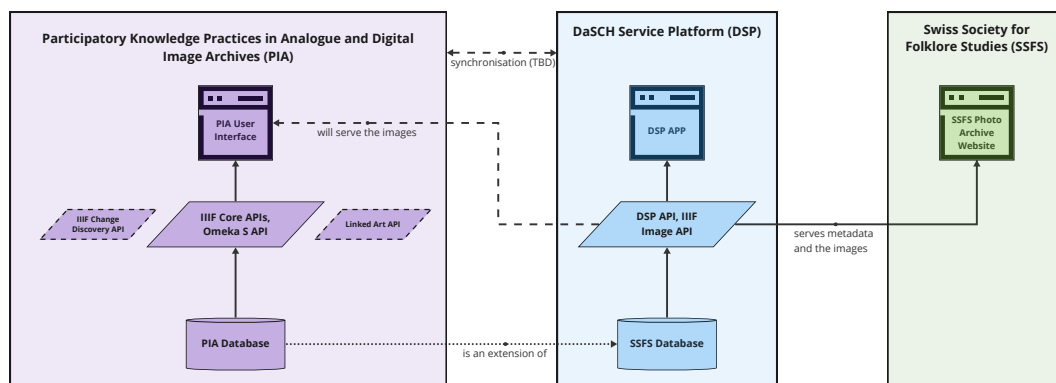 Participatory Knowledge Practices in Analogue and Digital
Image Archives (PIA)
PIA User
Interface
IIIF Change
Discovery API
IIIF Core APIs,
Omeka S API
Linked Art API
PIA Database
synchronisation (TBD)
will serve the images
is an extension of
DaSCH Service Platform (DSP)
DSP APP
DSP API, IIIF
Image API
SSFS Database
serves metadata
and the images
Swiss Society for
Folklore Studies (SSFS)
SSFS Photo
Archive
Website